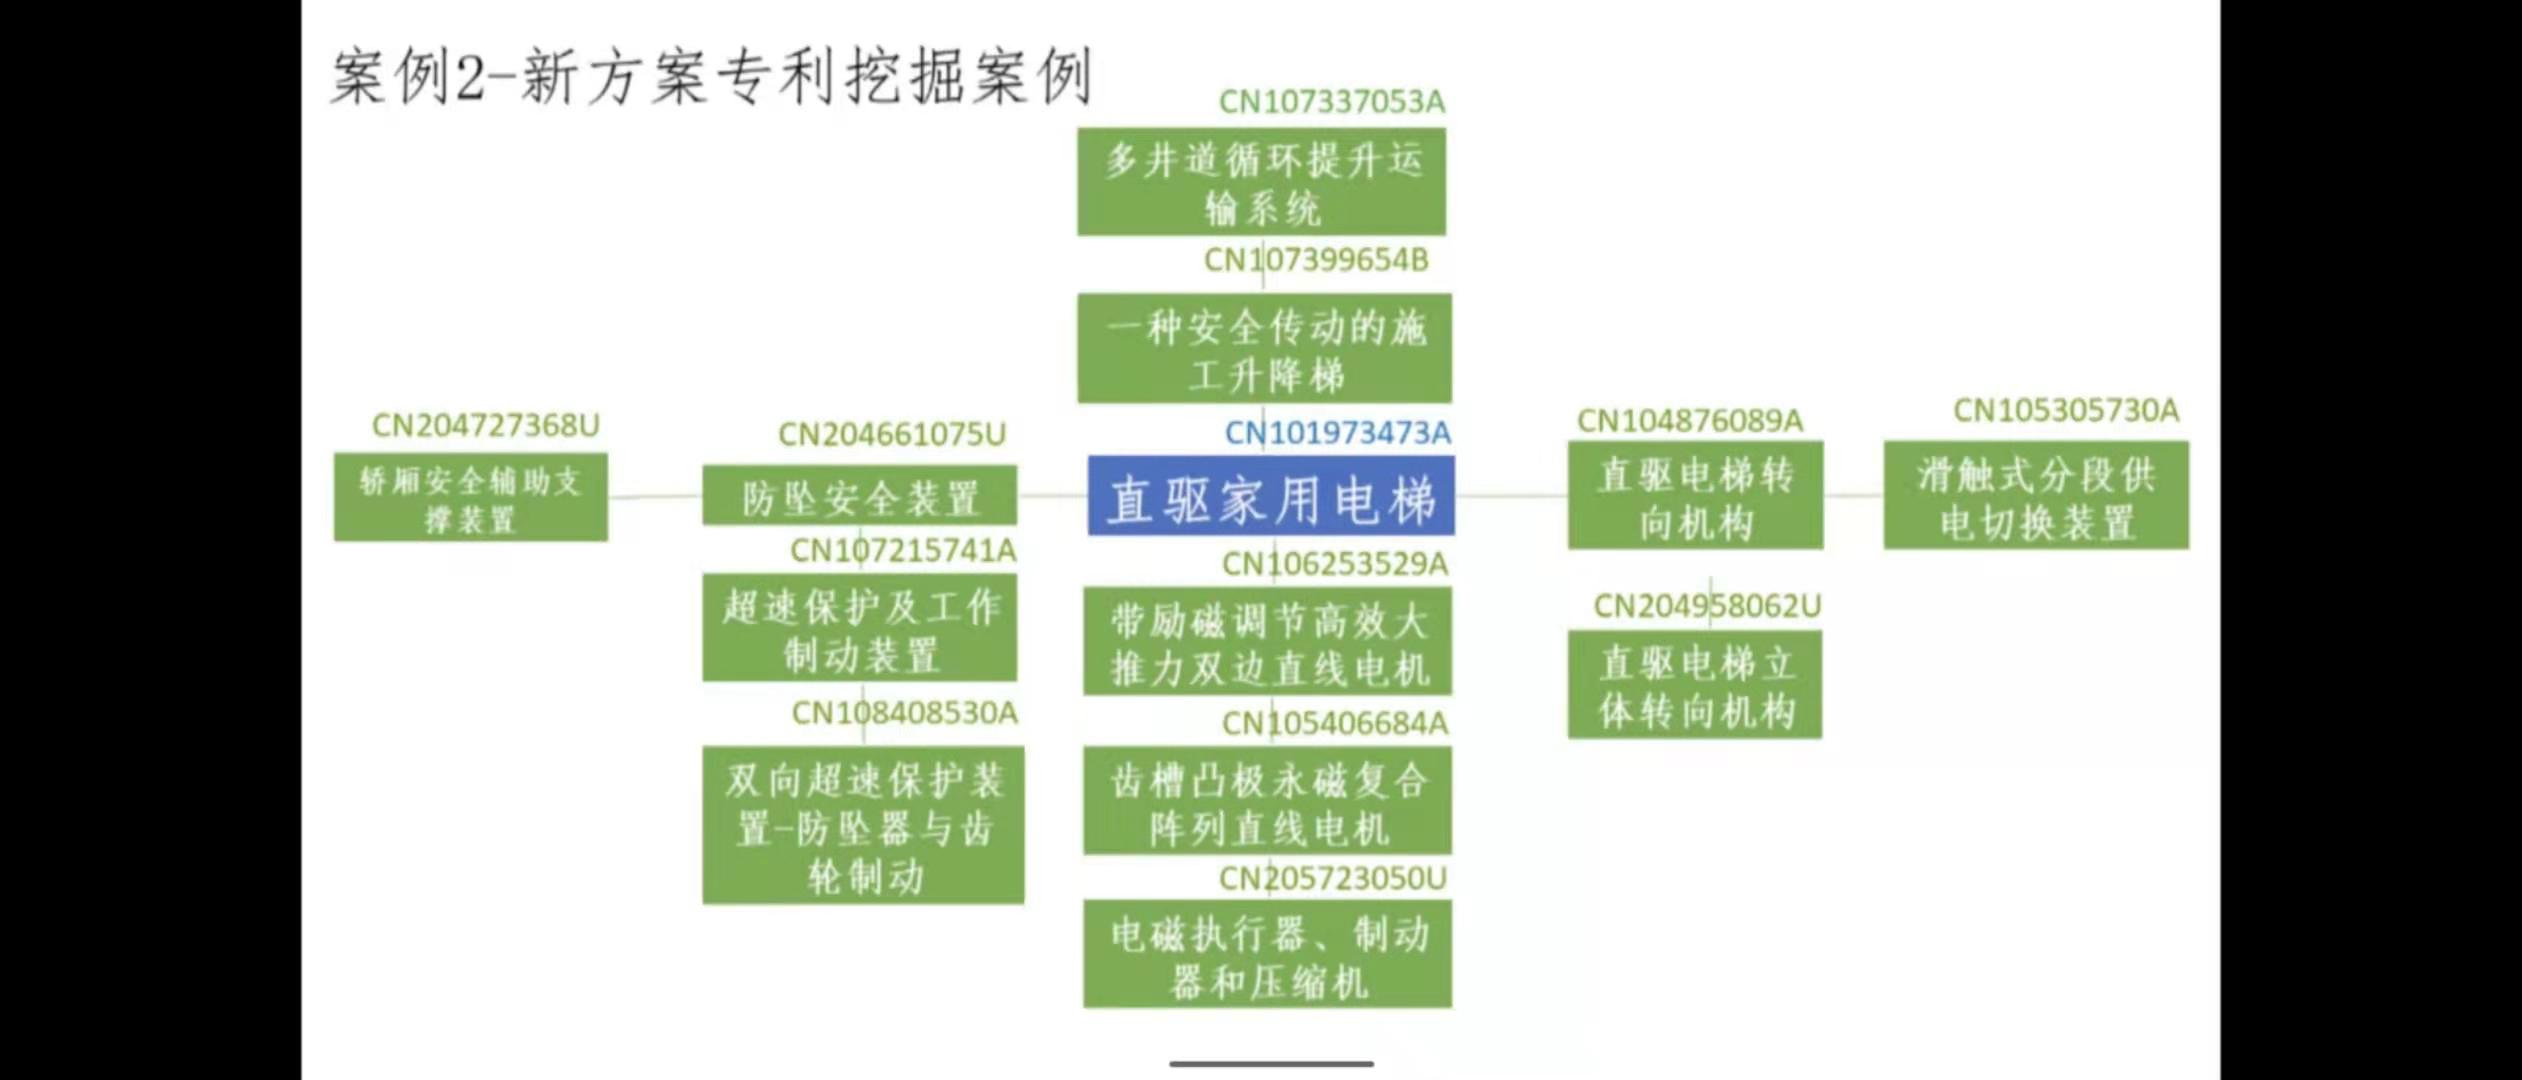 案例2-新方案专利挖掘案例
CN107337053A
多井道循环提升运
输系统
CN107399654B
一种安全传动的施
工升降梯
CN204727368U
轿厢安全辅助支
撑装置
CN204661075U
防坠安全装置
CN101973473A
直驱家用电梯
CN104876089A
直驱电梯转
向机构
CN105305730A
滑触式分段供
电切换装置
CN107215741A
超速保护及工作
制动装置
CN106253529A
带励磁调节高效大
推力双边直线电机
CN204958062U
直驱电梯立
体转向机构
CN108408530A
双向超速保护装
置-防坠器与齿
轮制动
CN105406684A
齿槽凸极永磁复合
阵列直线电机
CN205723050U
电磁执行器、制动
器和压缩机